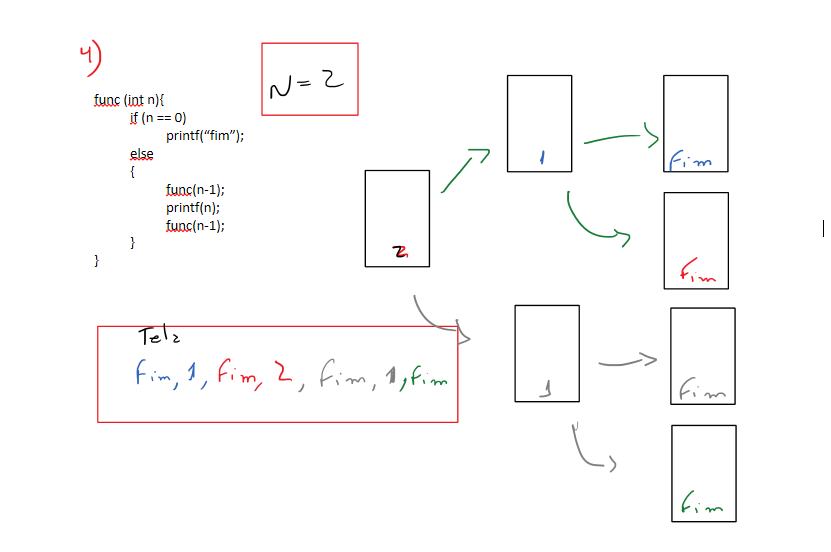 4)
N = 2
func (int n){
if (n == 0)
printf(“fim”);
else
{
func(n-1);
printf(n);
func(n-1);
}
}
2
1
fim
fim
1
fim
fim
Tela
fim, 1, fim, 2, fim, 1, fim